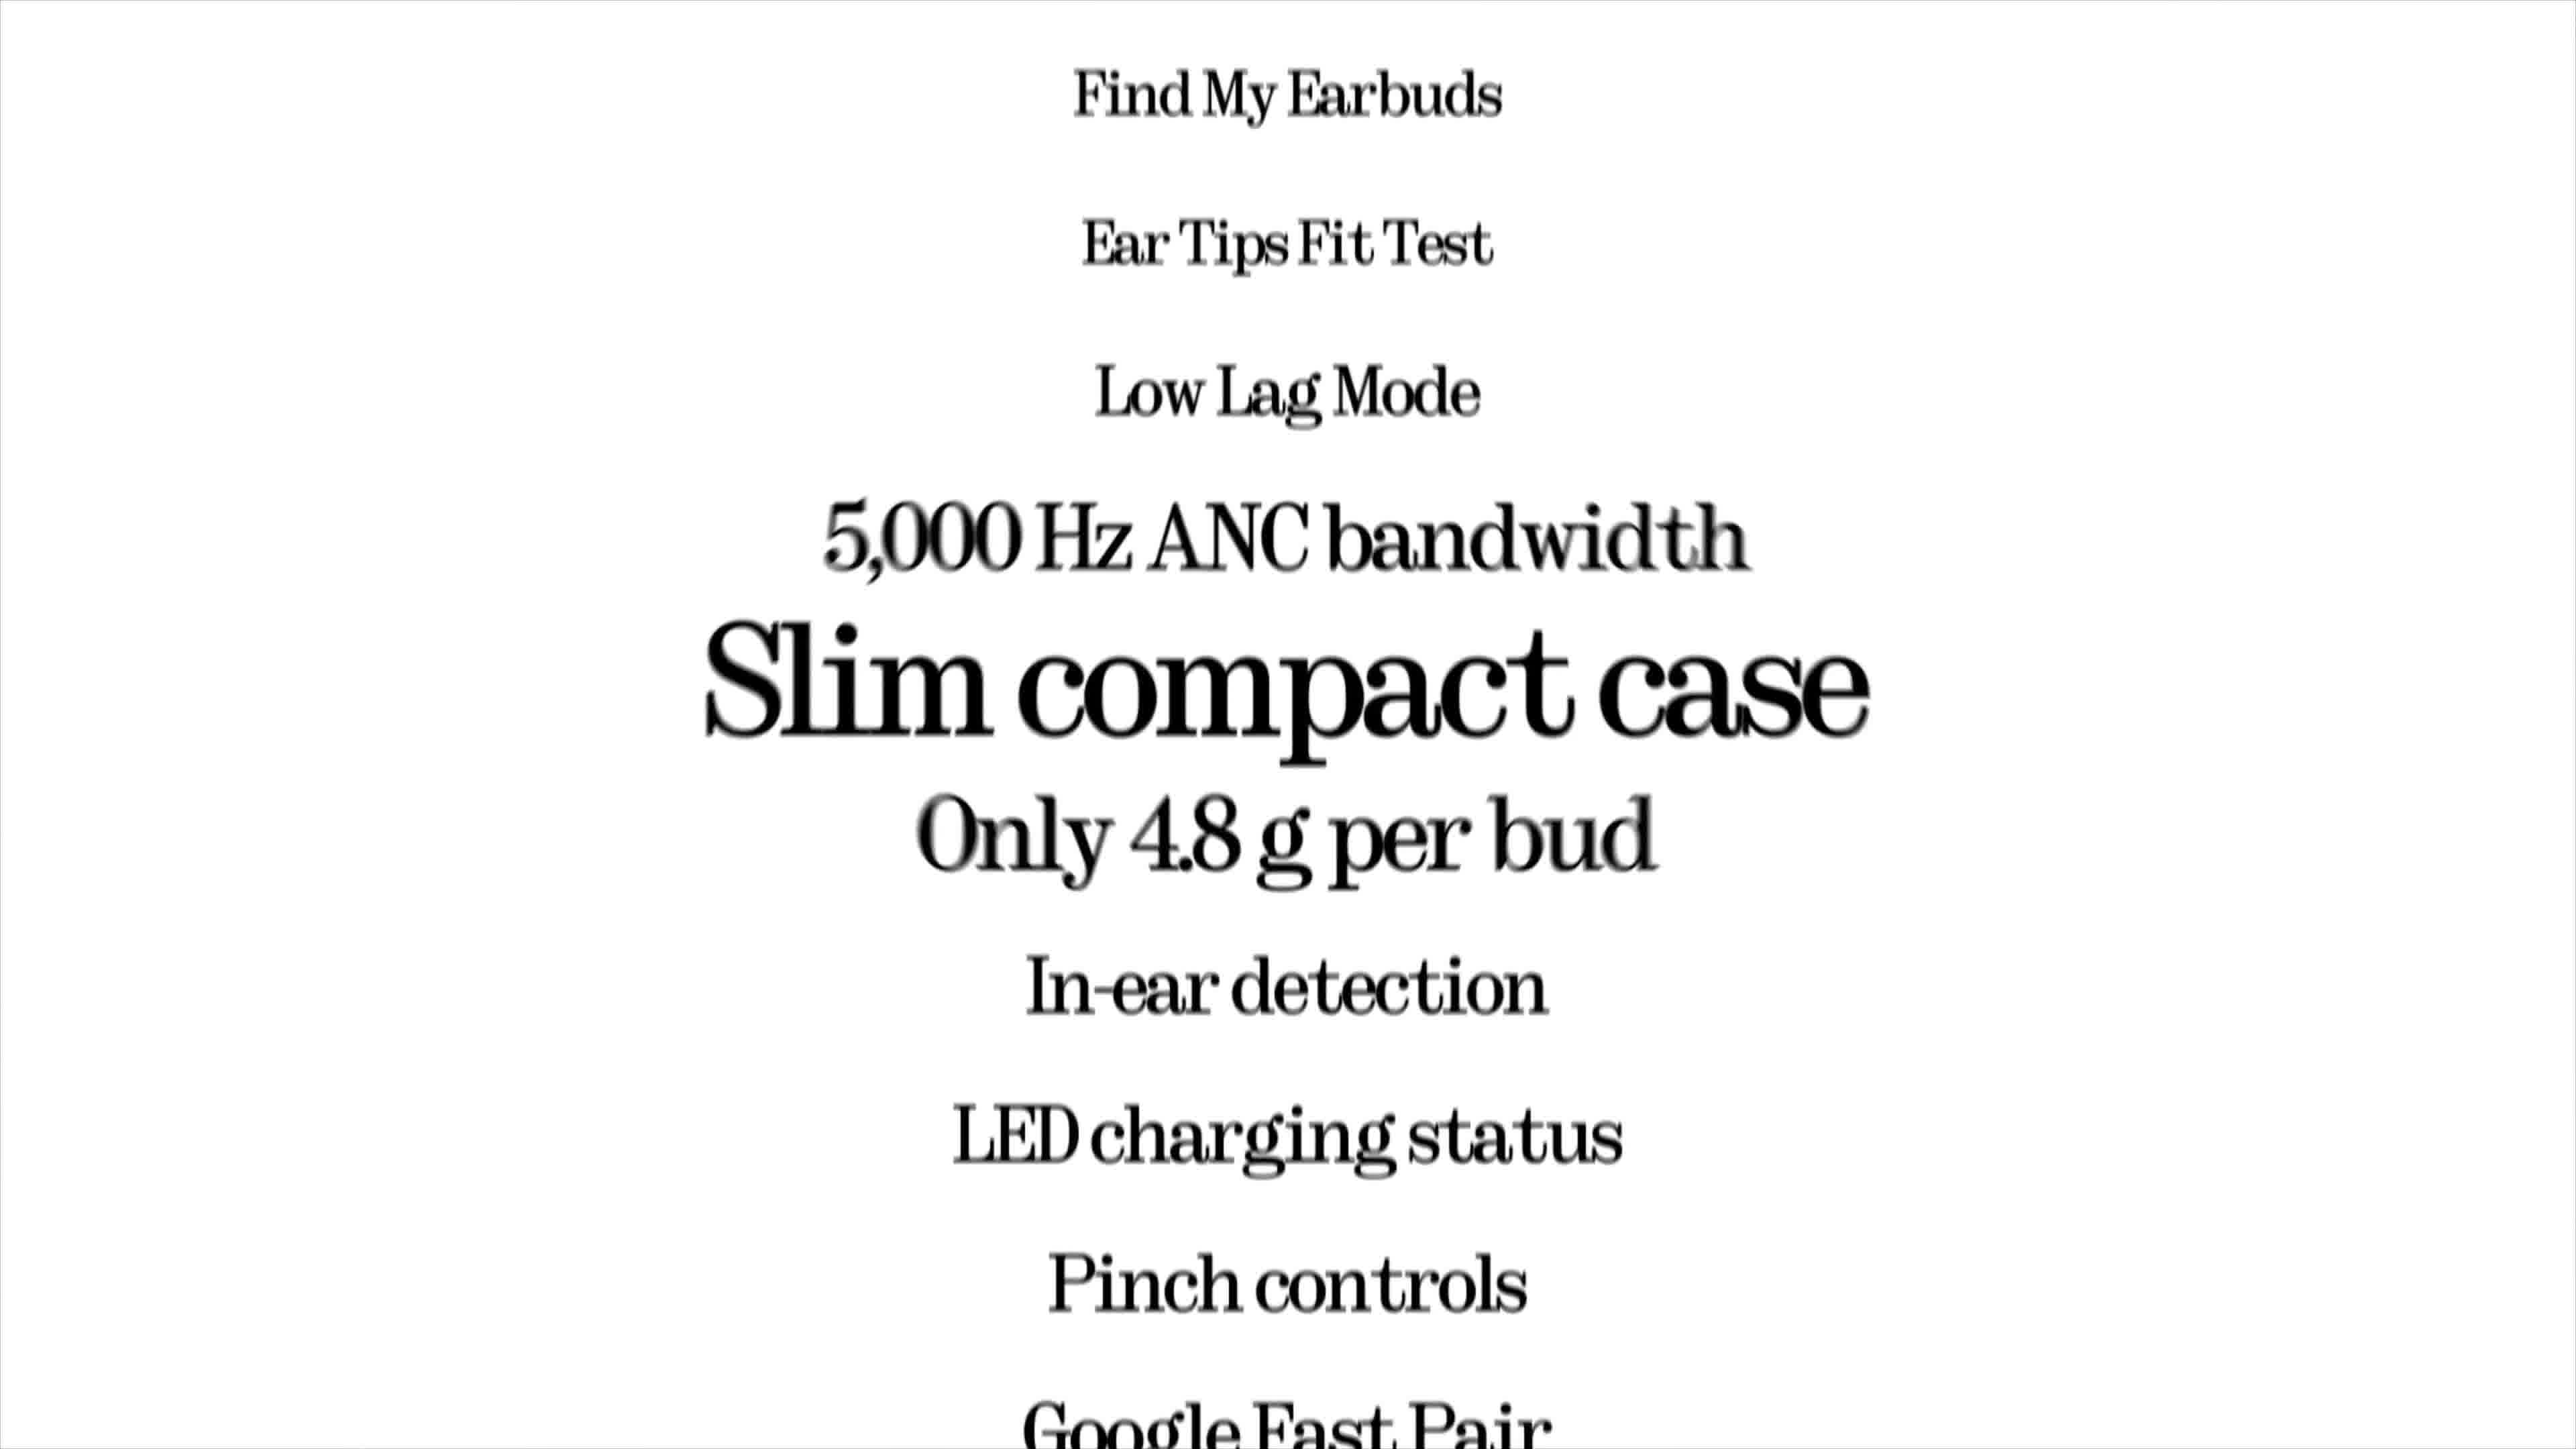 Find My Earbuds
Ear Tips Fit Test
Low Lag Mode
5,000 Hz ANC bandwidth
Slim compact case
Only 4.8 g per bud
In-ear detection
LED charging status
Pinch controls
Google Fast Pair